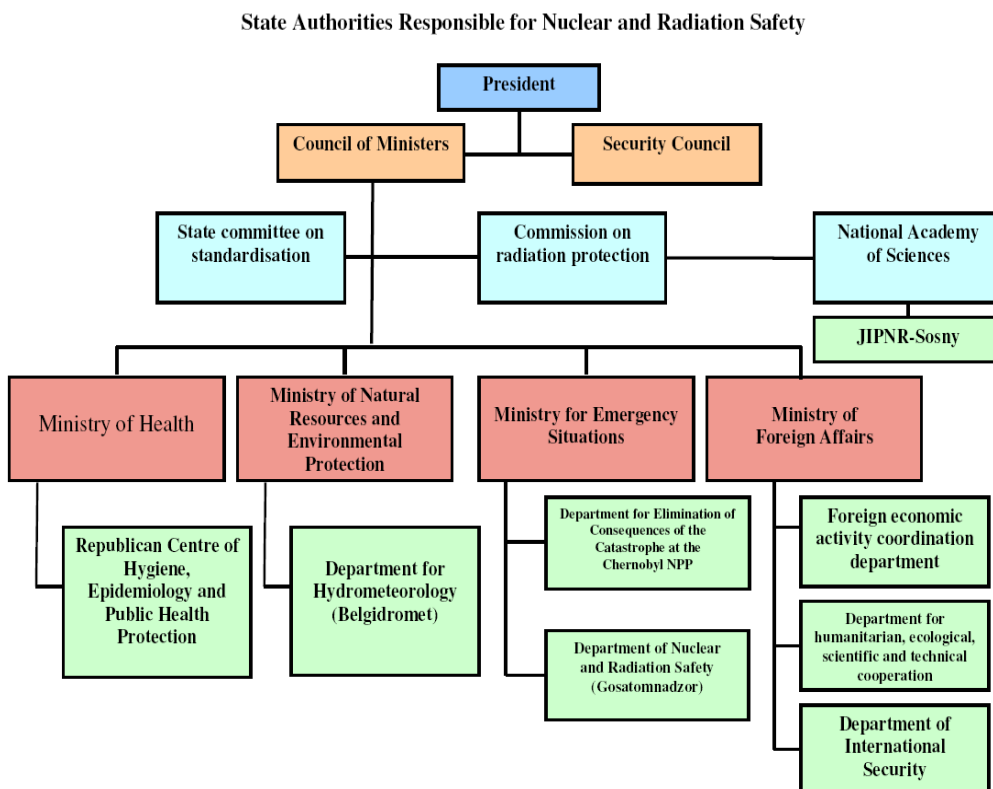 State Authorities Responsible for Nuclear and Radiation Safety
President
Council of Ministers
Security Council
State committee on
standardisation
Commission on
radiation protection
National Academy
of Sciences
JIPNR-Sosny
Ministry of Health
Ministry of Natural
Resources and
Environmental
Protection
Ministry for Emergency
Situations
Ministry of
Foreign Affairs
Republican Centre of
Hygiene,
Epidemiology and
Public Health
Protection
Department for
Hydrometeorology
(Belgidromet)
Department for Elimination of
Consequences of the
Catastrophe at the
Chernobyl NPP
Department of Nuclear
and Radiation Safety
(Gosatomnadzor)
Foreign economic
activity coordination
department
Department for
humanitarian, ecological,
scientific and technical
cooperation
Department of
International
Security